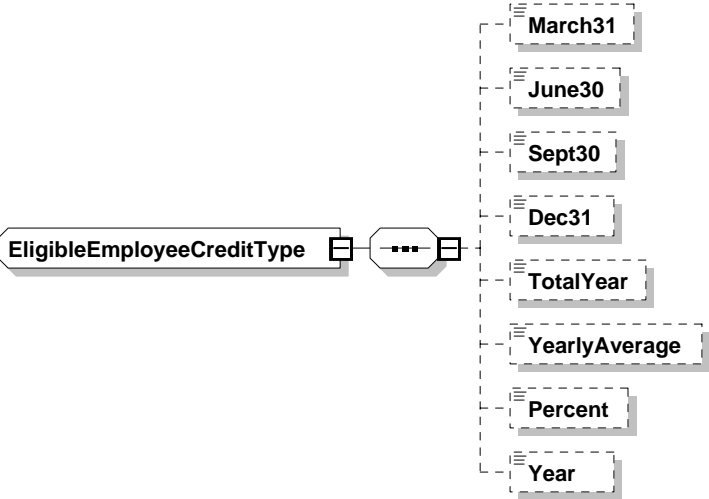 March31
June30
Sept30
Dec31
EligibleEmployeeCreditType
TotalYear
YearlyAverage
Percent
Year